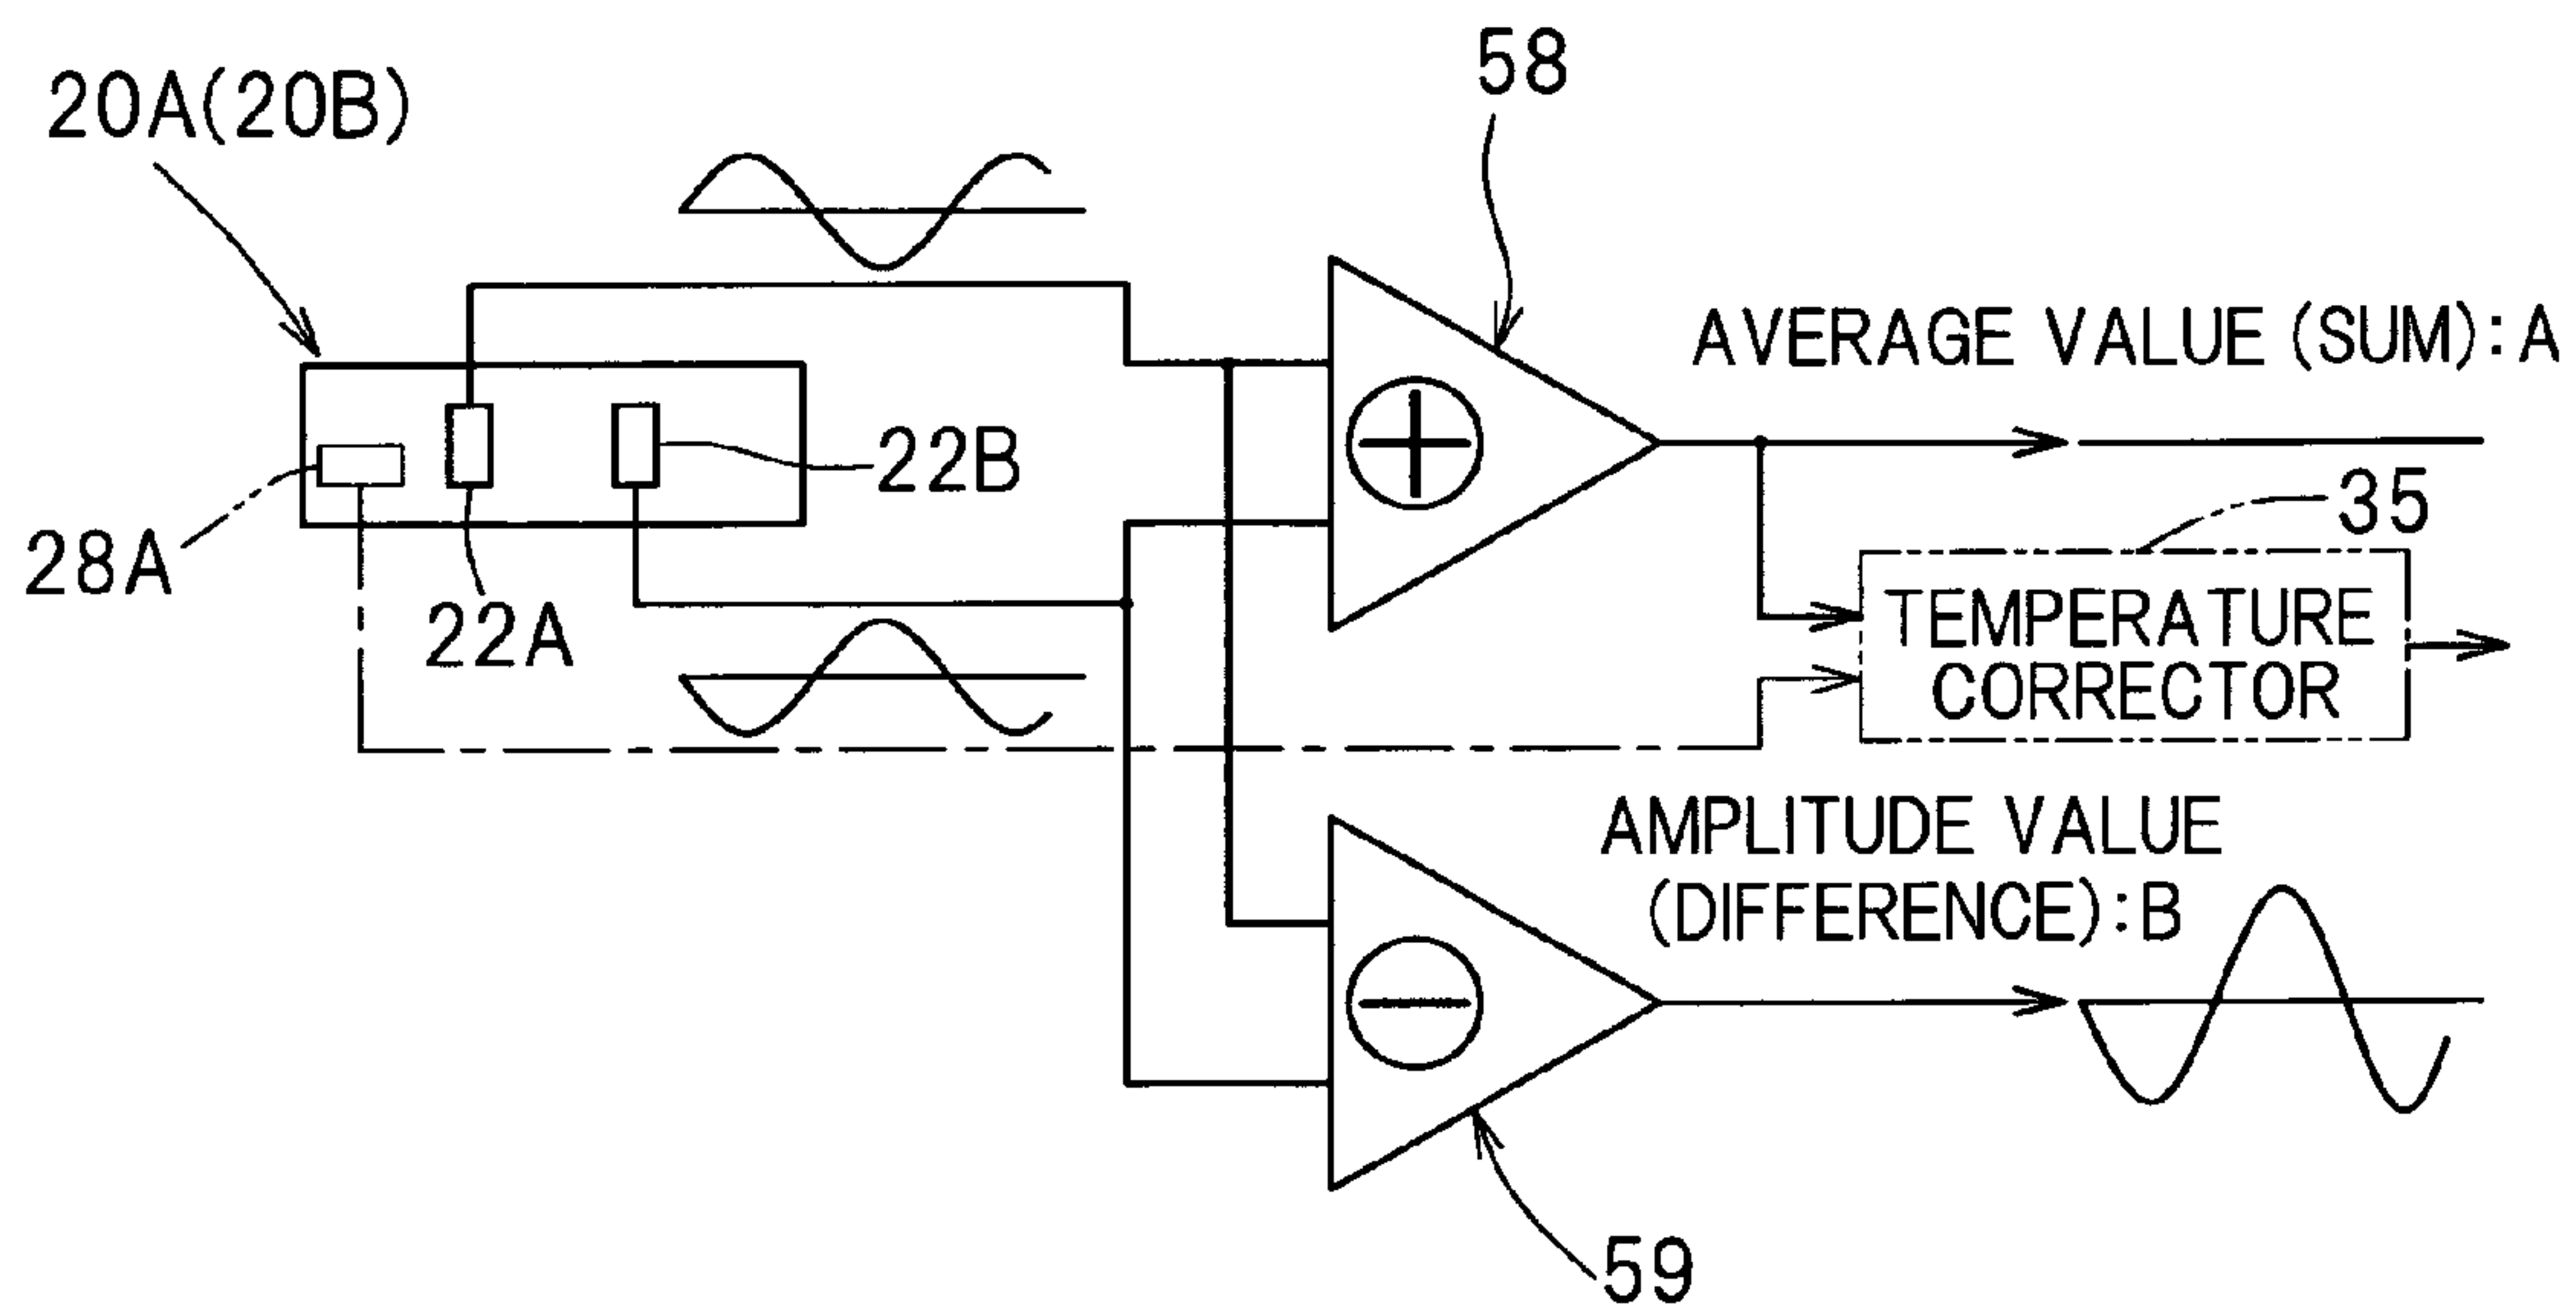 58
20A(20B)
AVERAGE VALUE (SUM):A
22B
35
28A
22A
TEMPERATURE
CORRECTOR
AMPLITUDE VALUE
(DIFFERENCE):B
59